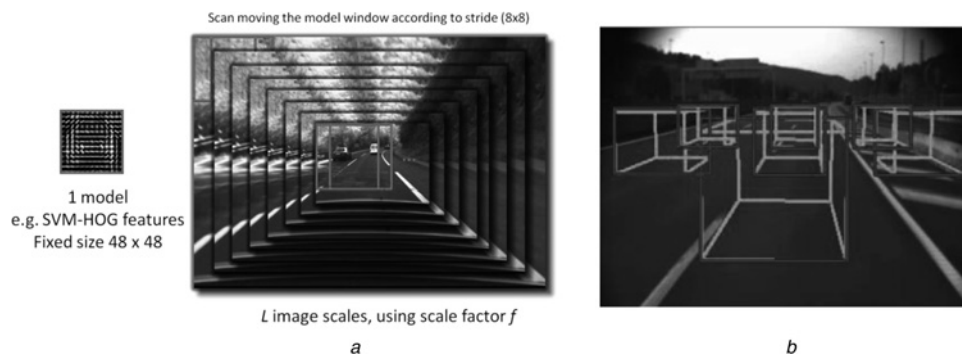 Scan moving the model window according to stride (8x8)
1 model
e.g. SVM-HOG features
Fixed size 48 x 48
L image scales, using scale factor f
a
b